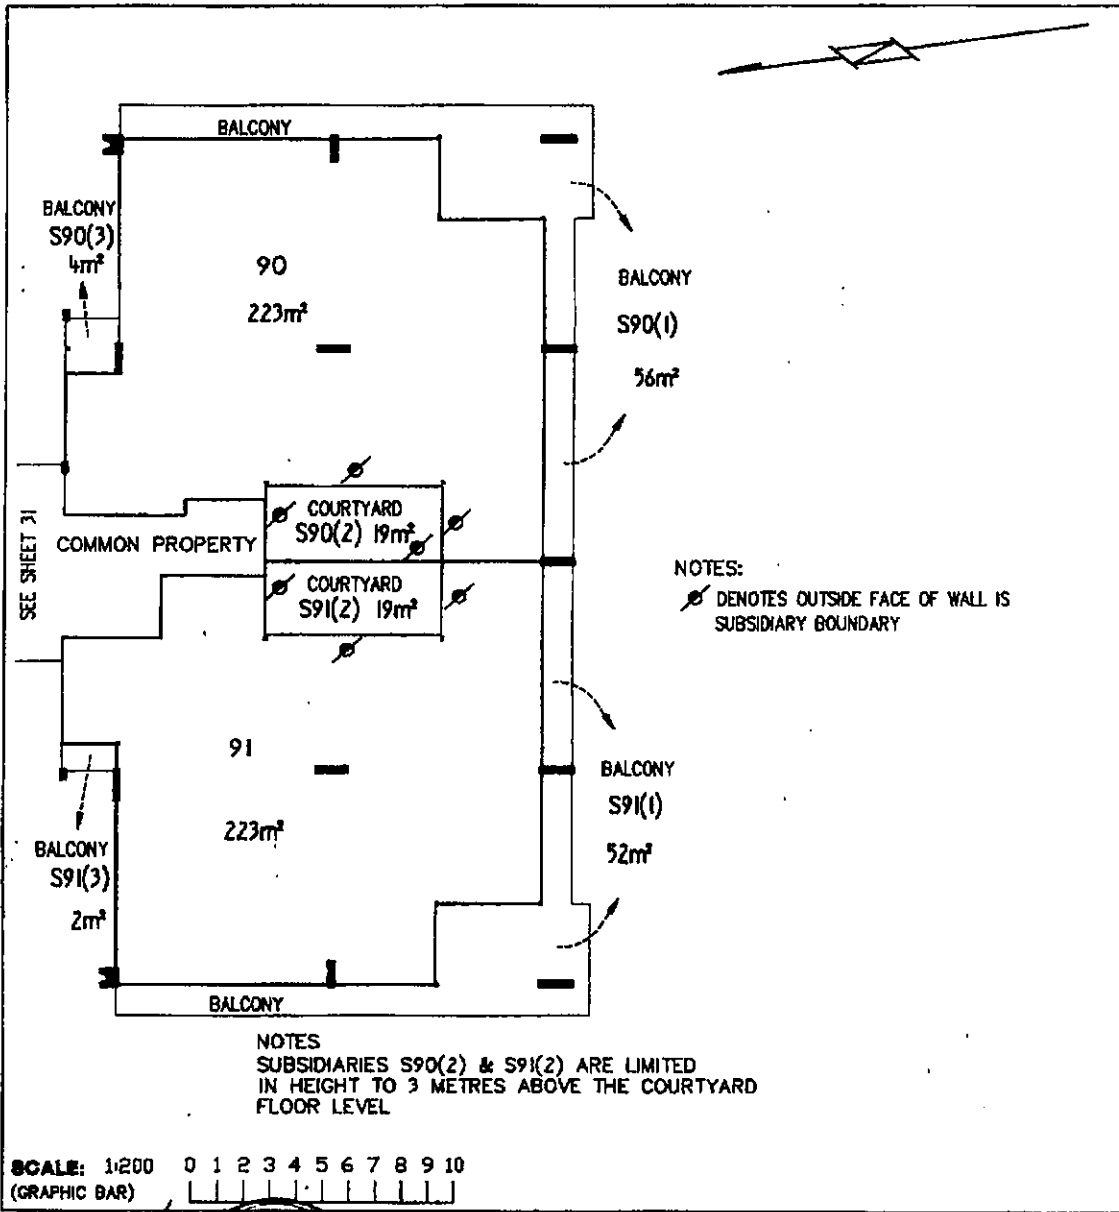 BALCONY
BALCONY
S90(3)
4m²
90
223m²
BALCONY
S90(1)
56m²
COURTYARD
S90(2) 19m²
SEE SHEET 31
COMMON PROPERTY
COURTYARD
S91(2) 19m²
NOTES:
DENOTES OUTSIDE FACE OF WALL IS
SUBSIDIARY BOUNDARY
91
223m²
BALCONY
S91(1)
52m²
BALCONY
S91(3)
2m²
BALCONY
NOTES
SUBSIDIARIES S90(2) & S91(2) ARE LIMITED
IN HEIGHT TO 3 METRES ABOVE THE COURTYARD
FLOOR LEVEL
SCALE: 1:200 0 1 2 3 4 5 6 7 8 9 10
(GRAPHIC BAR)